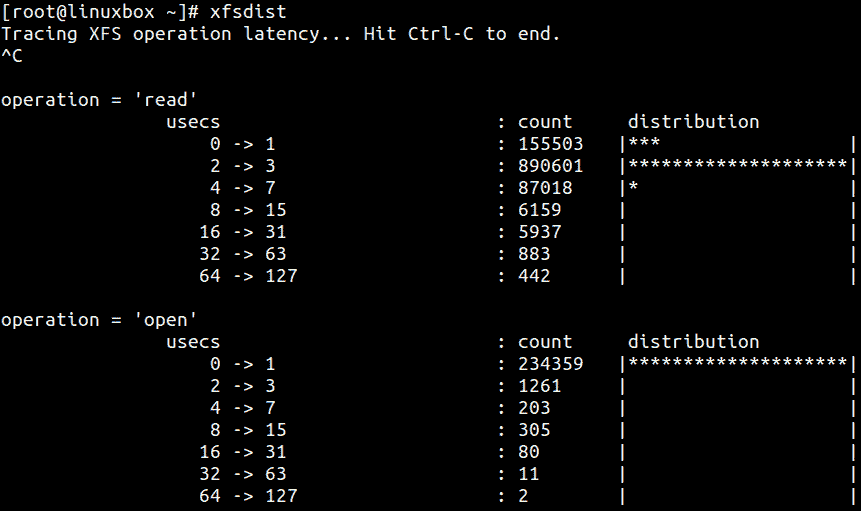 [root@linuxbox ~]# xfsdist
Tracing XFS operation latency... Hit Ctrl-C to end.
^C

operation = 'read'
               usecs                         : count     distribution
                   0 -> 1                    : 155503   |***                 |
                   2 -> 3                    : 890601   |********************|
                   4 -> 7                    : 87018    |*                   |
                   8 -> 15                   : 6159     |                    |
                  16 -> 31                   : 5937     |                    |
                  32 -> 63                   : 883      |                    |
                  64 -> 127                  : 442      |                    |

operation = 'open'
               usecs                         : count     distribution
                   0 -> 1                    : 234359   |********************|
                   2 -> 3                    : 1261     |                    |
                   4 -> 7                    : 203      |                    |
                   8 -> 15                   : 305      |                    |
                  16 -> 31                   : 80       |                    |
                  32 -> 63                   : 11       |                    |
                  64 -> 127                  : 2        |                    |